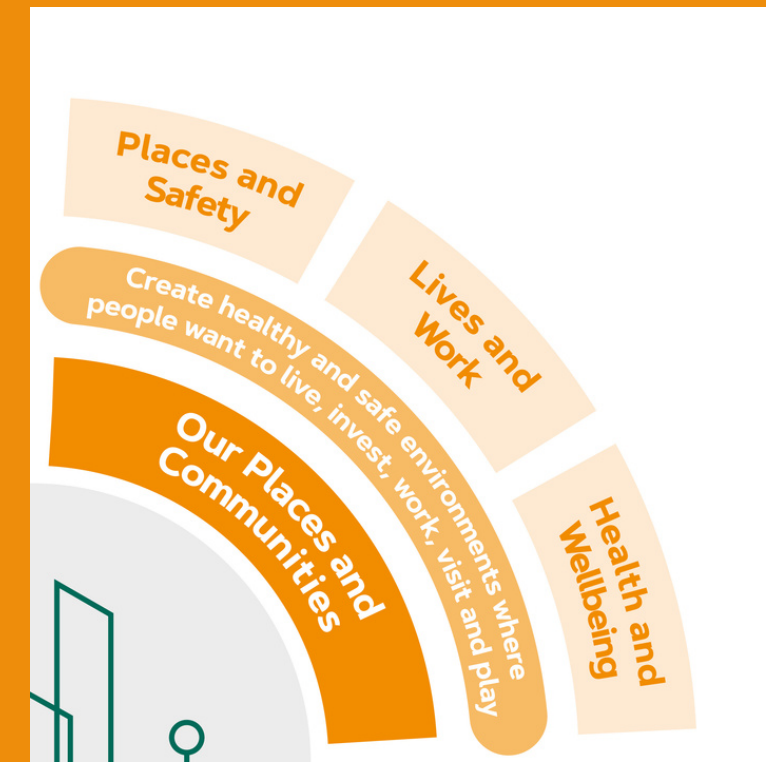 Places and
Safety
Lives and
Work
Health and
Wellbeing
Create healthy and safe environments where
people want to live, invest, work, visit and play
Our Places and
Communities